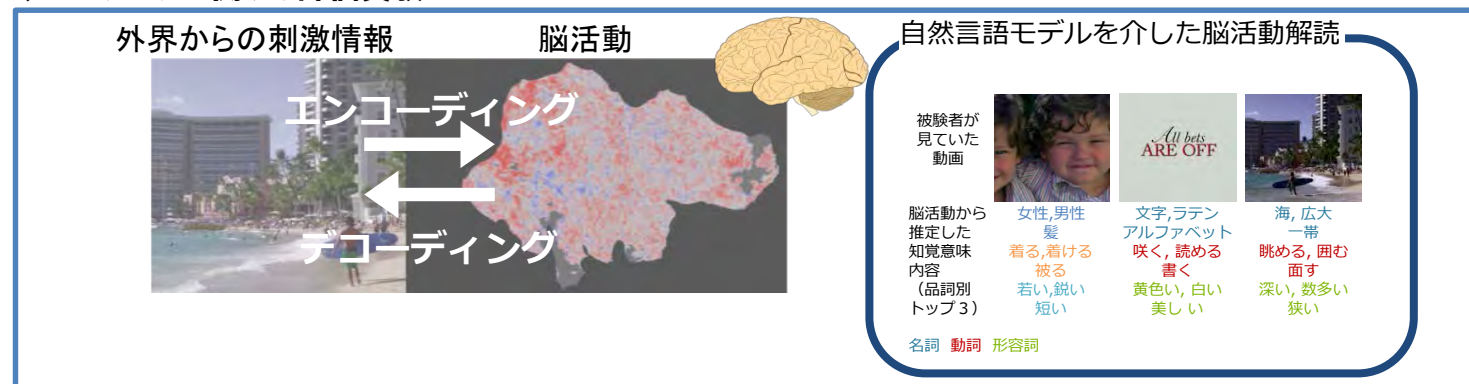 外界からの刺激情報
脳活動
エンコーディング
デコーディング
自然言語モデルを介した脳活動解読
被験者が
見ていた
動画
All bets
ARE OFF
脳活動から
推定した
知覚意味
内容
（品詞別
トップ３）
女性,男性
髪
着る,着ける
被る
若い,鋭い
短い
文字,ラテン
アルファベット
咲く, 読める
書く
黄色い, 白い
美し い
海, 広大
一帯
眺める, 囲む
面す
深い, 数多い
狭い
名詞 動詞 形容詞